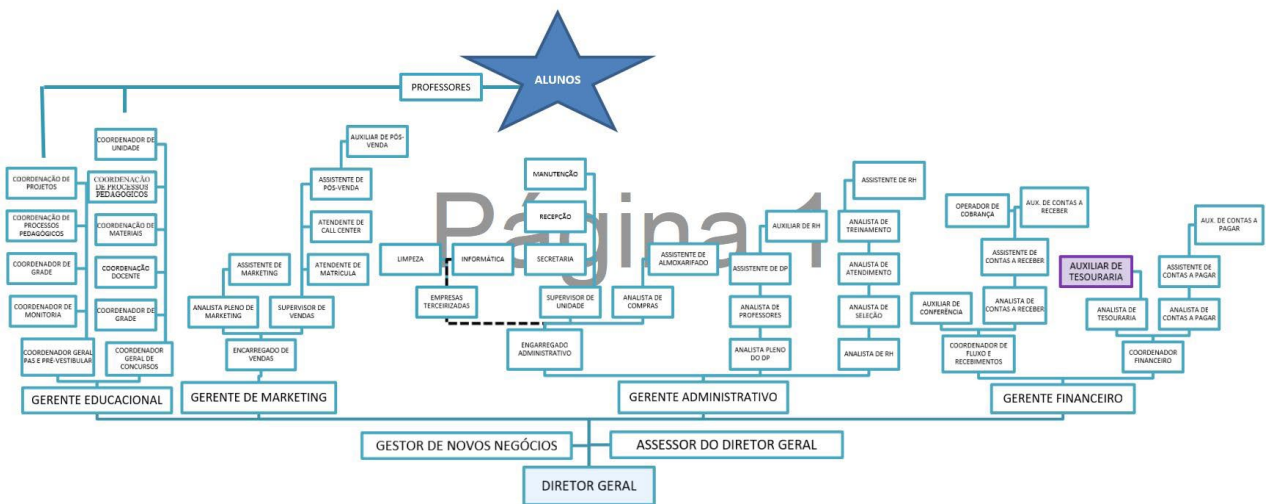 ALUNOS
PROFESSORES
COORDENADOR DE
UNIDADE
COORDENAÇÃO DE
PROJETOS
COORDENAÇÃO
DE PROCESSOS
PEDAGÓGICOS
COORDENAÇÃO DE
PROCESSOS
PEDAGÓGICOS
COORDENAÇÃO DE
MATERIAIS
COORDENADOR DE
GRADE
COORDENAÇÃO
DOCENTE
COORDENADOR DE
MONITORIA
COORDENADOR DE
GRADE
COORDENADOR GERAL
PAS E PRÉ-VESTIBULAR
COORDENADOR
GERAL DE
CONCURSOS
GERENTE EDUCACIONAL
AUXILIAR DE PÓS-
VENDA
ASSISTENTE DE
PÓS-VENDA
ATENDENTE DE
CALL CENTER
ASSISTENTE DE
MARKETING
ATENDENTE DE
MATRICULA
ANALISTA PLENO DE
MARKETING
SUPERVISOR DE
VENDAS
ENCARREGADO DE
VENDAS
GERENTE DE MARKETING
Página 1
MANUTENÇÃO
RECEPÇÃO
LIMPEZA
INFORMÁTICA
SECRETARIA
ASSISTENTE DE
ALMOXARIFADO
EMPRESAS
TERCEIRIZADAS
SUPERVISOR DE
UNIDADE
ANALISTA DE
COMPRAS
ENGARREGADO
ADMINISTRATIVO
AUXILIAR DE RH
ASSISTENTE DE DP
ANALISTA DE
PROFESSORES
ANALISTA PLENO
DO DP
ASSISTENTE DE RH
ANALISTA DE
TREINAMENTO
ANALISTA DE
ATENDIMENTO
ANALISTA DE
SELEÇÃO
ANALISTA DE RH
GERENTE ADMINISTRATIVO
OPERADOR DE
COBRANÇA
AUX. DE CONTAS A
RECEBER
ASSISTENTE DE
CONTAS A RECEBER
AUXILIAR DE
CONFERÊNCIA
ANALISTA DE
CONTAS A RECEBER
COORDENADOR DE
FLUXO E
RECEBIMENTOS
AUX. DE CONTAS A
PAGAR
AUXILIAR DE
TESOURARIA
ASSISTENTE DE
CONTAS A PAGAR
ANALISTA DE
TESOURARIA
ANALISTA DE
CONTAS A PAGAR
COORDENADOR
FINANCEIRO
GERENTE FINANCEIRO
GESTOR DE NOVOS NEGÓCIOS
ASSESSOR DO DIRETOR GERAL
DIRETOR GERAL